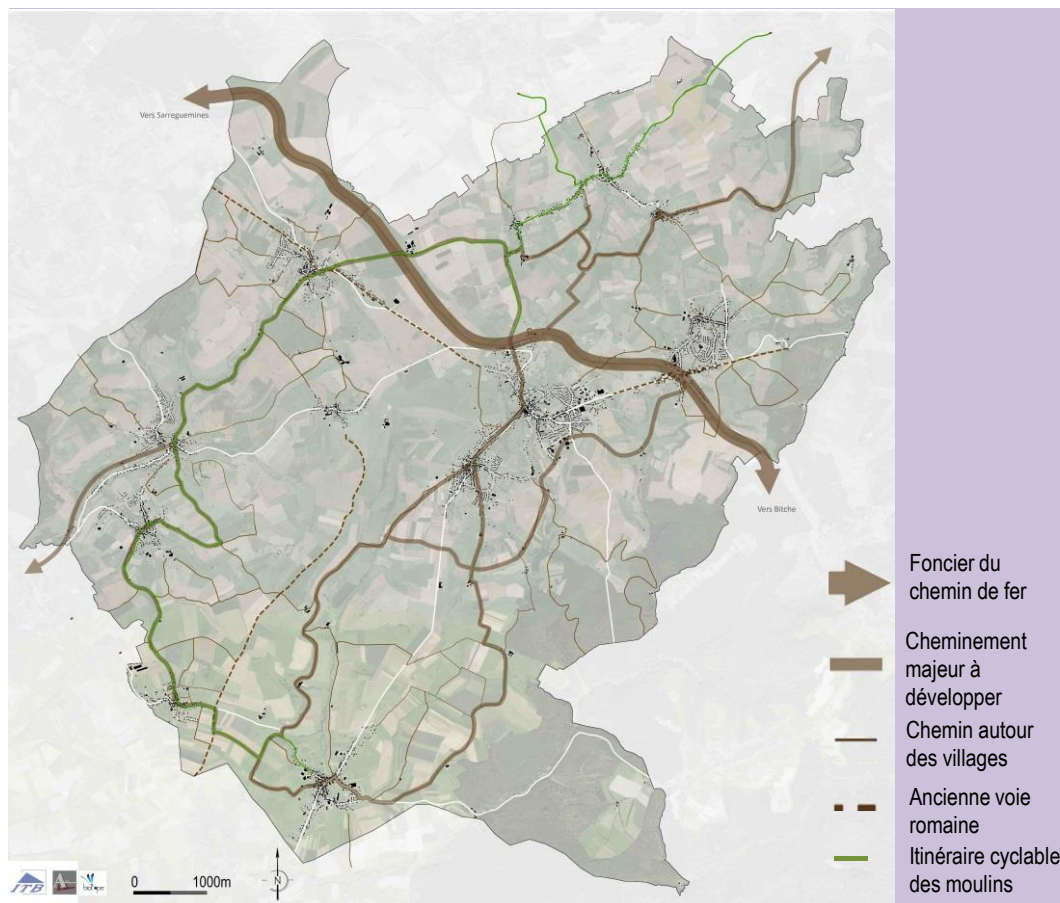 Vers Sarreguemines
Vers Bitche
Foncier du
chemin de fer
Cheminement
majeur à
développer
Chemin autour
des villages
Ancienne voie
romaine
Itinéraire cyclable
des moulins
ITB
0 1000m
N